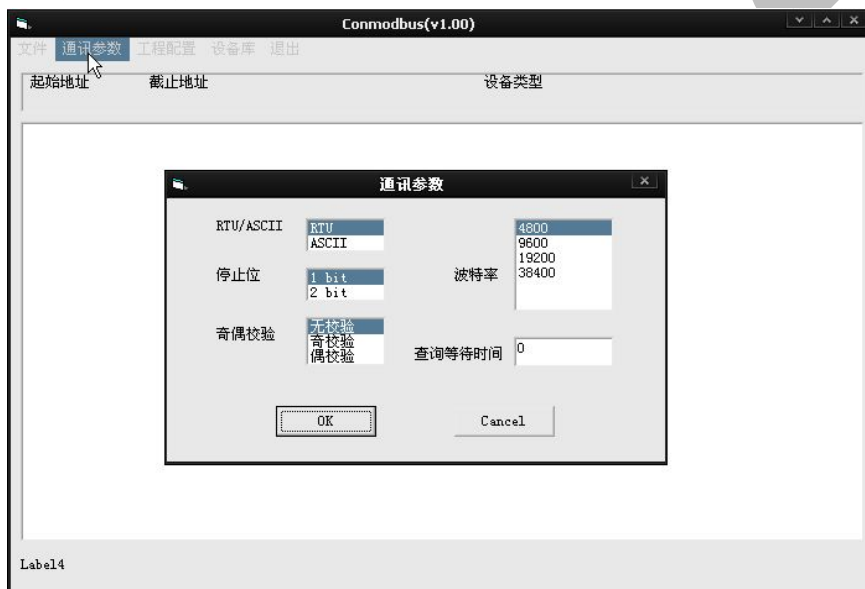 Conmodbus(v1.00)
文件 通讯参数 工程配置 设备库 退出
起始地址 截止地址 设备类型
通讯参数
RTU/ASCII
RTU
ASCII
停止位
1 bit
2 bit
奇偶校验
无校验
奇校验
偶校验
波特率
4800
9600
19200
38400
查询等待时间
0
OK
Cancel
Label4